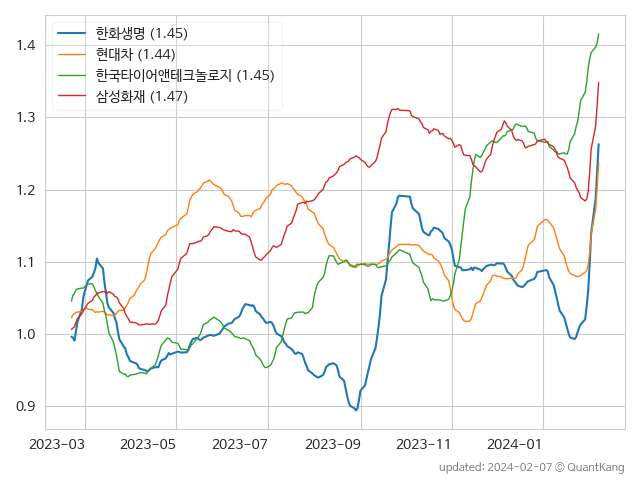 한화생명 (1.45)
현대차 (1.44)
한국타이어앤테크놀로지 (1.45)
삼성화재 (1.47)
1.4
1.3
1.2
1.1
1.0
0.9
2023-03 2023-05 2023-07 2023-09 2023-11 2024-01
updated: 2024-02-07 © QuantKang